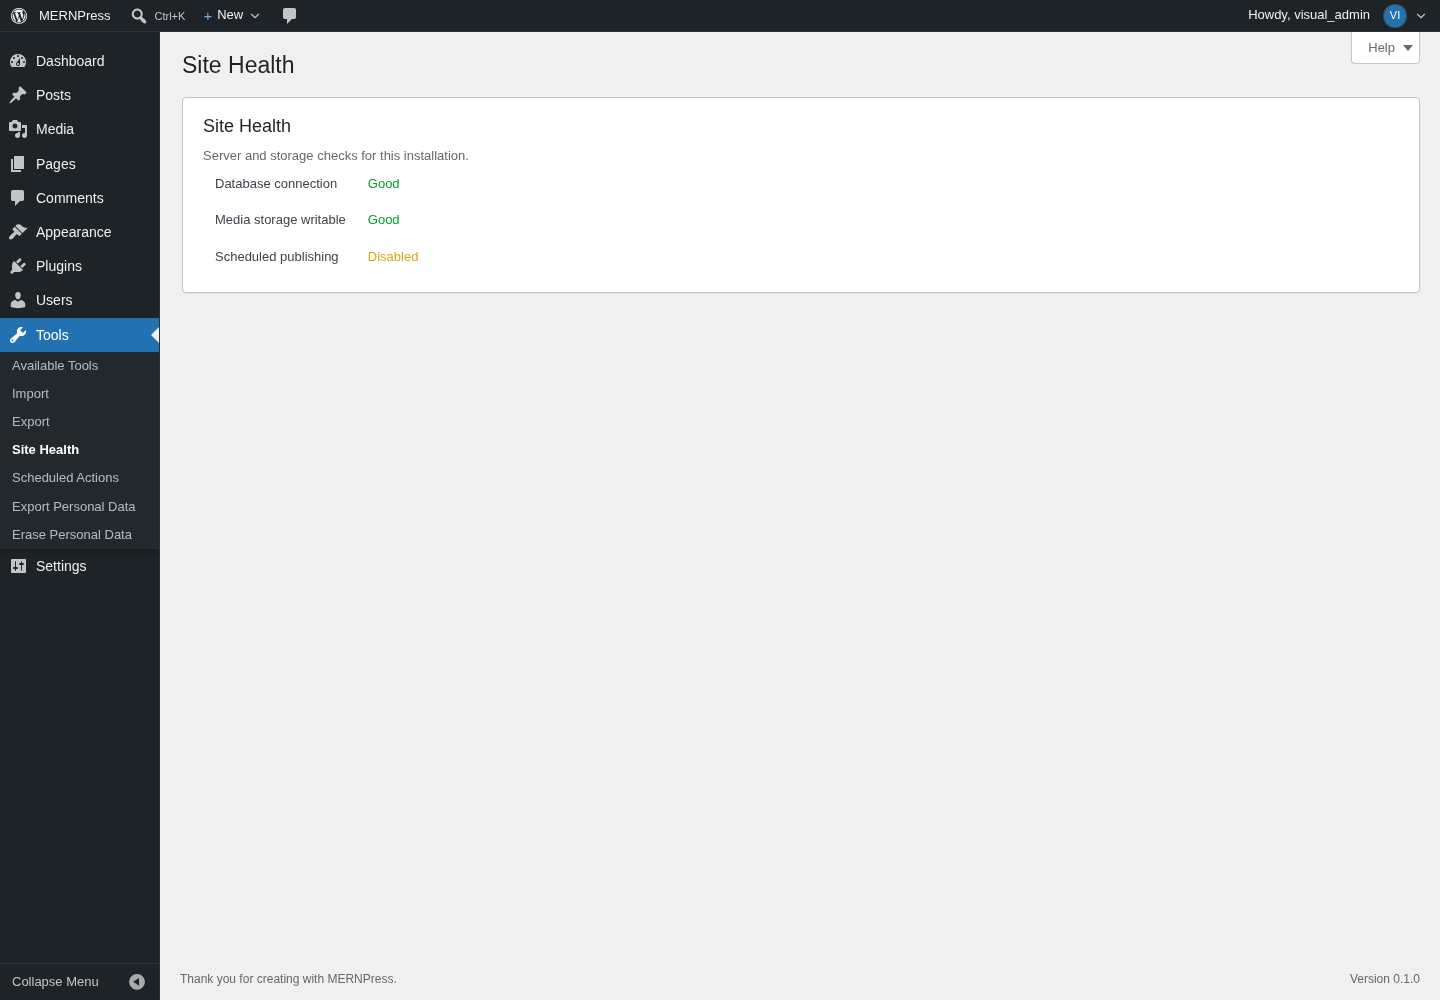 MERNPress Ctrl+K + New Howdy, visual_admin VI
Help
Dashboard
Posts
Media
Pages
Comments
Appearance
Plugins
Users
Tools
Available Tools
Import
Export
Site Health
Scheduled Actions
Export Personal Data
Erase Personal Data
Settings
Collapse Menu
Site Health
Site Health
Server and storage checks for this installation.
Database connection Good
Media storage writable Good
Scheduled publishing Disabled
Thank you for creating with MERNPress. Version 0.1.0